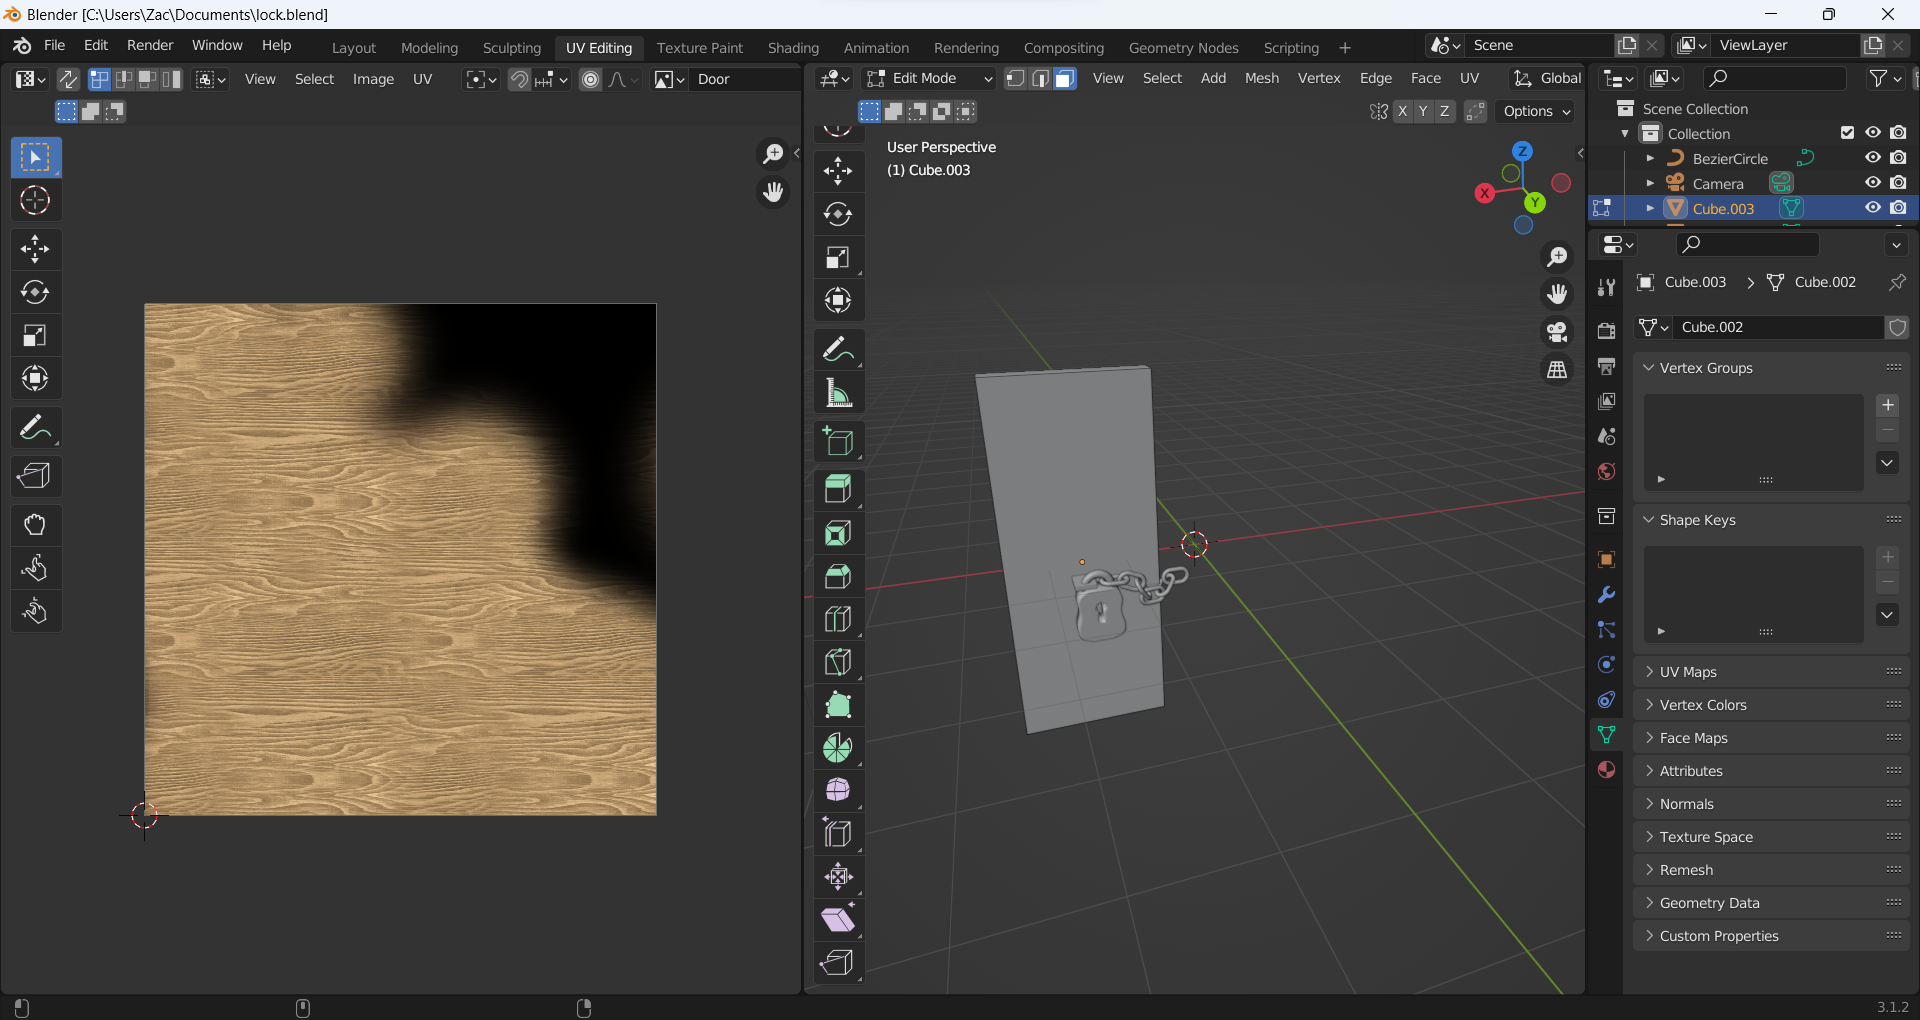 Blender [C:\Users\Zac\Documents\lock.blend]
File Edit Render Window Help Layout Modeling Sculpting UV Editing Texture Paint Shading Animation Rendering Compositing Geometry Nodes Scripting + Scene ViewLayer
View Select Image UV Door Edit Mode View Select Add Mesh Vertex Edge Face UV Global
X Y Z Options
User Perspective
(1) Cube.003
Z
X
Y
Scene Collection
Collection
BezierCircle
Camera
Cube.003
Cube.003 > Cube.002
Cube.002
Vertex Groups
Shape Keys
UV Maps
Vertex Colors
Face Maps
Attributes
Normals
Texture Space
Remesh
Geometry Data
Custom Properties
3.1.2